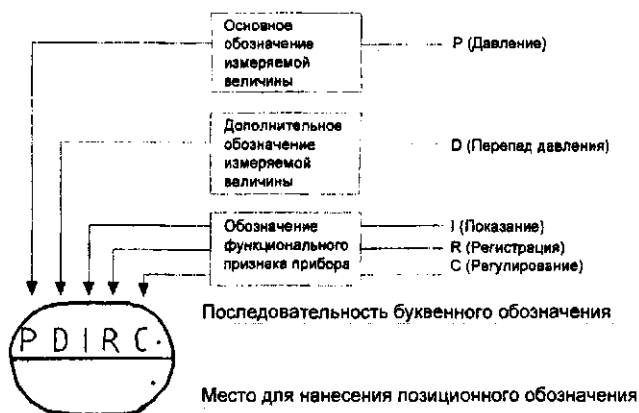 Основное
обозначение
измеряемой
величины
P (Давление)
Дополнительное
обозначение
измеряемой
величины
D (Перепад давления)
Обозначение
функционального
признака прибора
I (Показание)
R (Регистрация)
C (Регулирование)
Последовательность буквенного обозначения
P D I R C
Место для нанесения позиционного обозначения